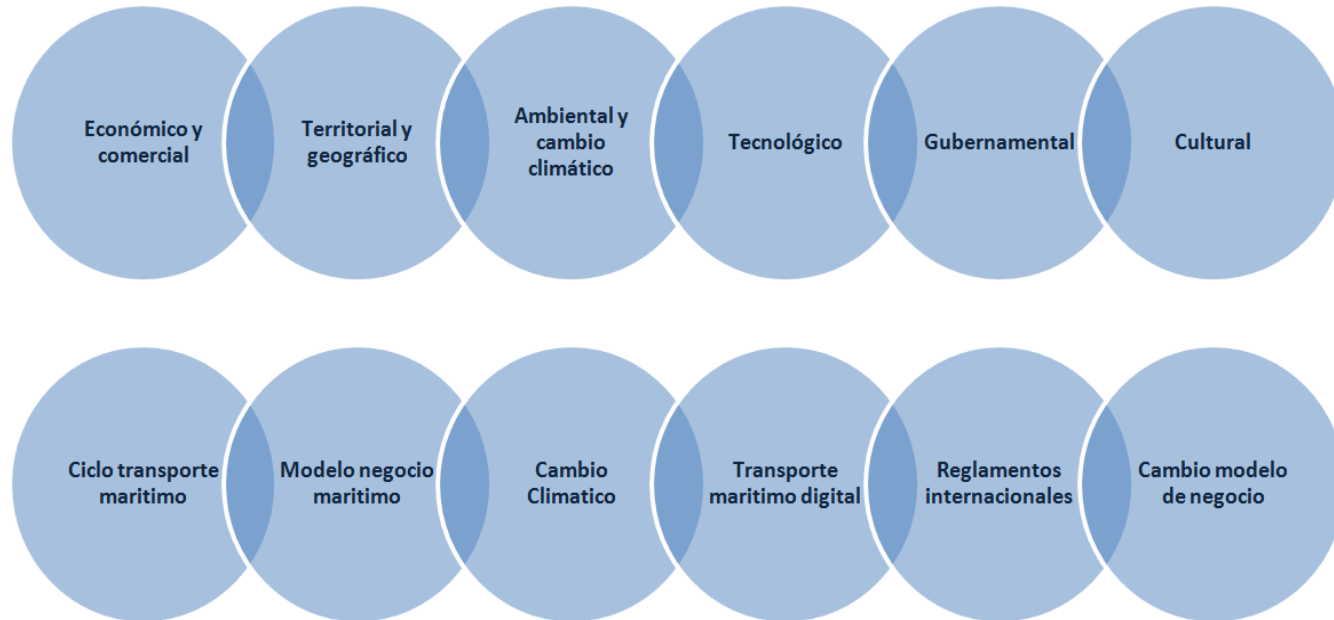 Económico y
comercial
Territorial y
geográfico
Ambiental y
cambio
climático
Tecnológico
Gubernamental
Cultural
Ciclo transporte
maritimo
Modelo negocio
maritimo
Cambio
Climatico
Transporte
maritimo digital
Reglamentos
internacionales
Cambio modelo
de negocio